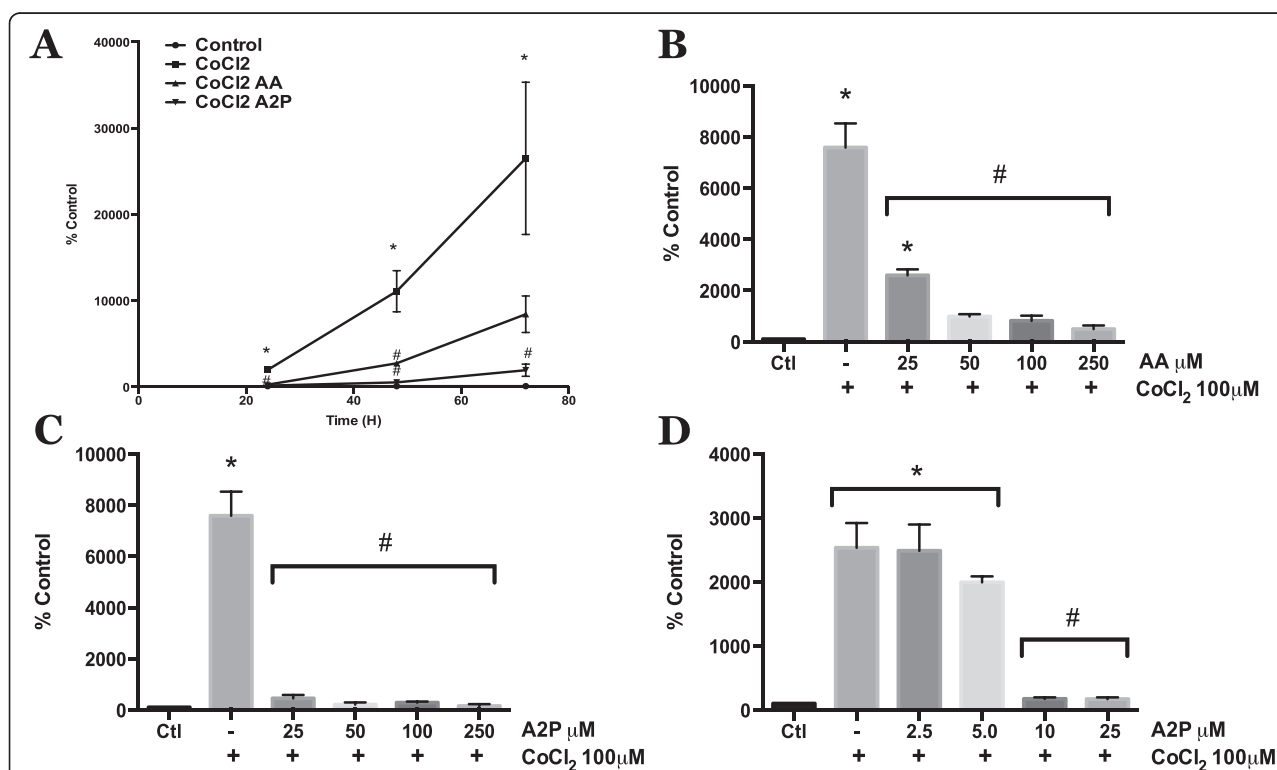 A
40000
30000
20000
10000
0
% Control
0 20 40 60 80
Time (H)
Control
CoCl2
CoCl2 AA
CoCl2 A2P
*
*
*
#
#
#
#
B
10000
8000
6000
4000
2000
0
% Control
*
*
#
Ctl - 25 50 100 250 AA μM
+ + + + + CoCl2 100μM
C
10000
8000
6000
4000
2000
0
% Control
*
#
Ctl - 25 50 100 250 A2P μM
+ + + + + CoCl2 100μM
D
4000
3000
2000
1000
0
% Control
*
#
Ctl - 2.5 5.0 10 25 A2P μM
+ + + + + CoCl2 100μM